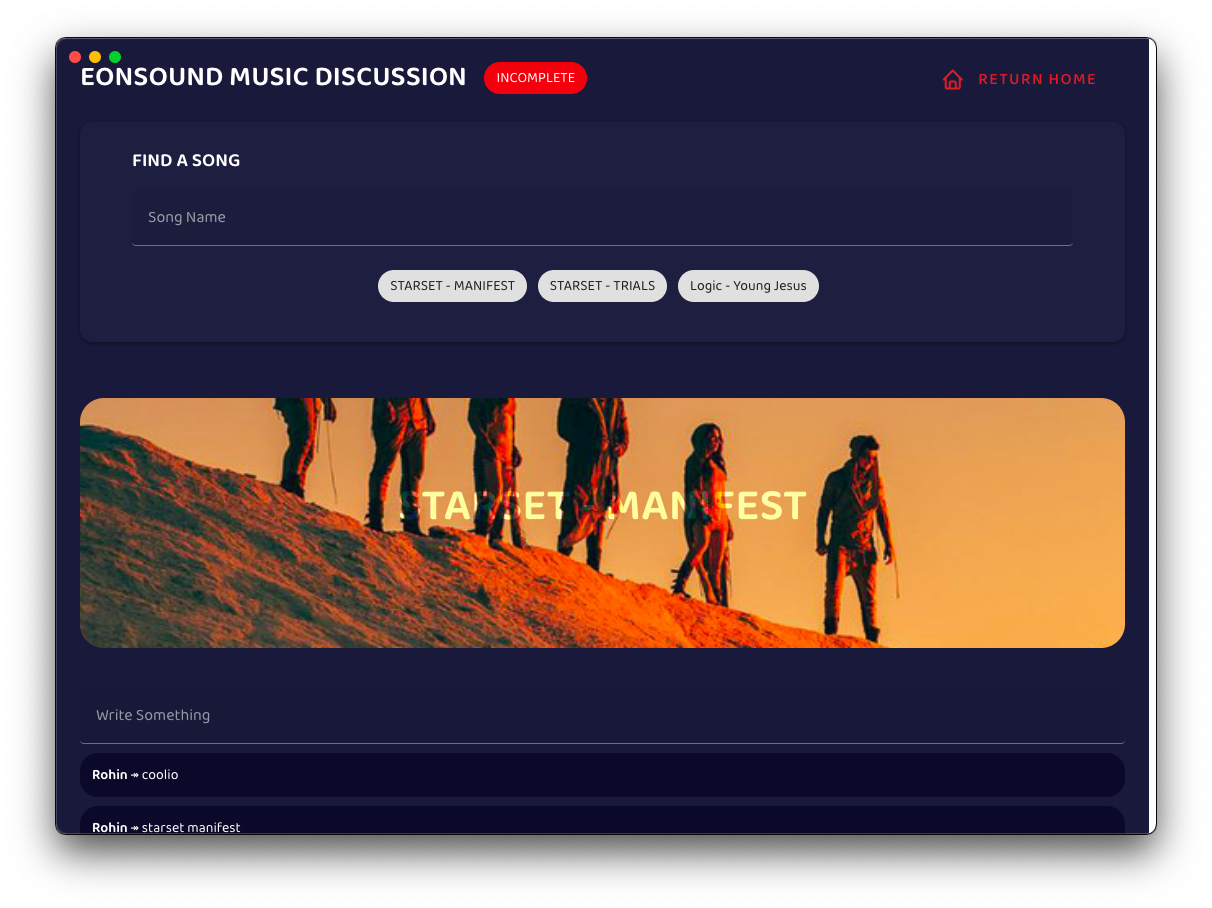 EONSOUND MUSIC DISCUSSION INCOMPLETE RETURN HOME
FIND A SONG
Song Name
STARSET - MANIFEST STARSET - TRIALS Logic - Young Jesus
STARSET - MANIFEST
Write Something
Rohin ↠ coolio
Rohin ↠ starset manifest